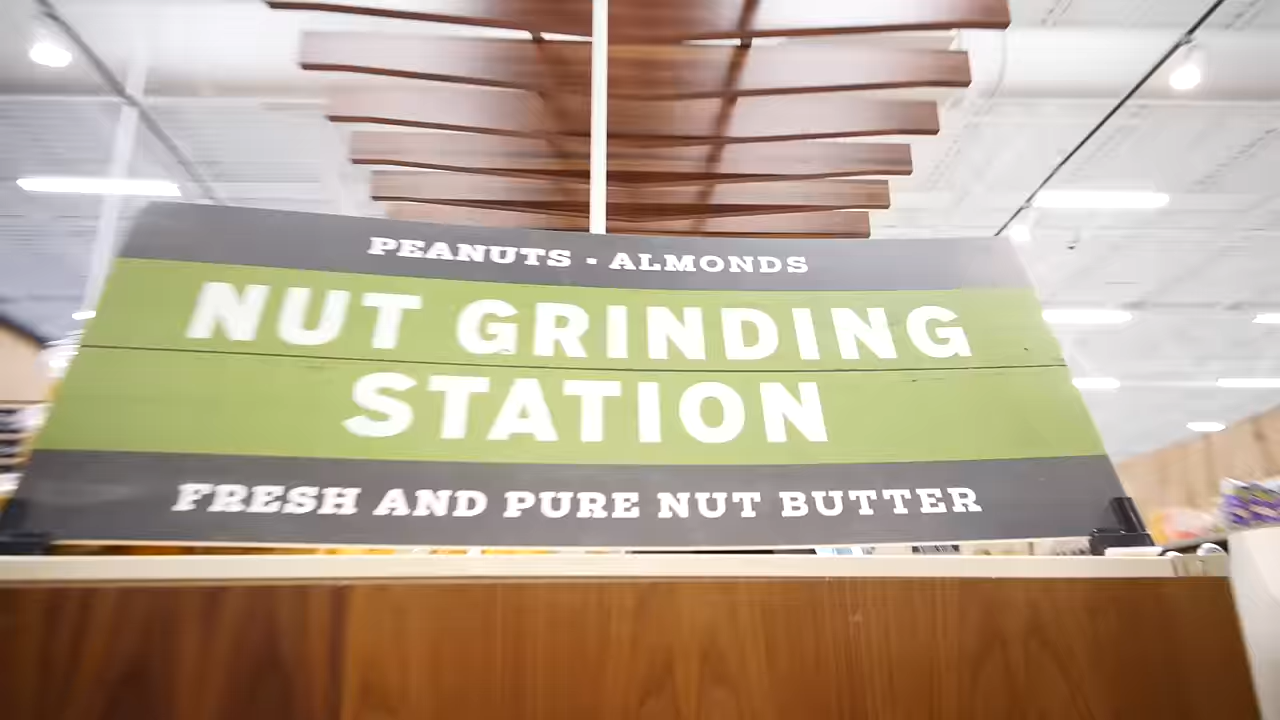 PEANUTS - ALMONDS
NUT GRINDING
STATION
FRESH AND PURE NUT BUTTER